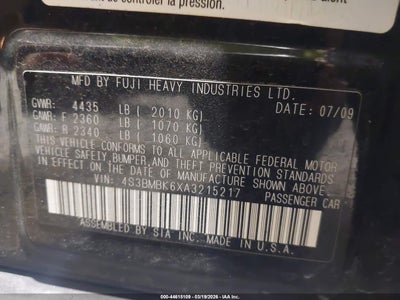 de contrôler la pression.
MFD BY FUJI HEAVY INDUSTRIES LTD.
GVWR: 4435 LB ( 2010 KG) DATE: 07/09
GAWR: F 2360 LB ( 1070 KG)
GAWR: R 2340 LB ( 1060 KG)
THIS VEHICLE CONFORMS TO ALL APPLICABLE FEDERAL MOTOR
VEHICLE SAFETY, BUMPER, AND THEFT PREVENTION STANDARDS
IN EFFECT ON THE DATE OF MANUFACTURE SHOWN ABOVE.
VIN: 4S3BMBK6XA3215217 PASSENGER CAR
ASSEMBLED BY SIA INC. MADE IN U.S.A.
000-44615109 - 03/19/2026 - IAA